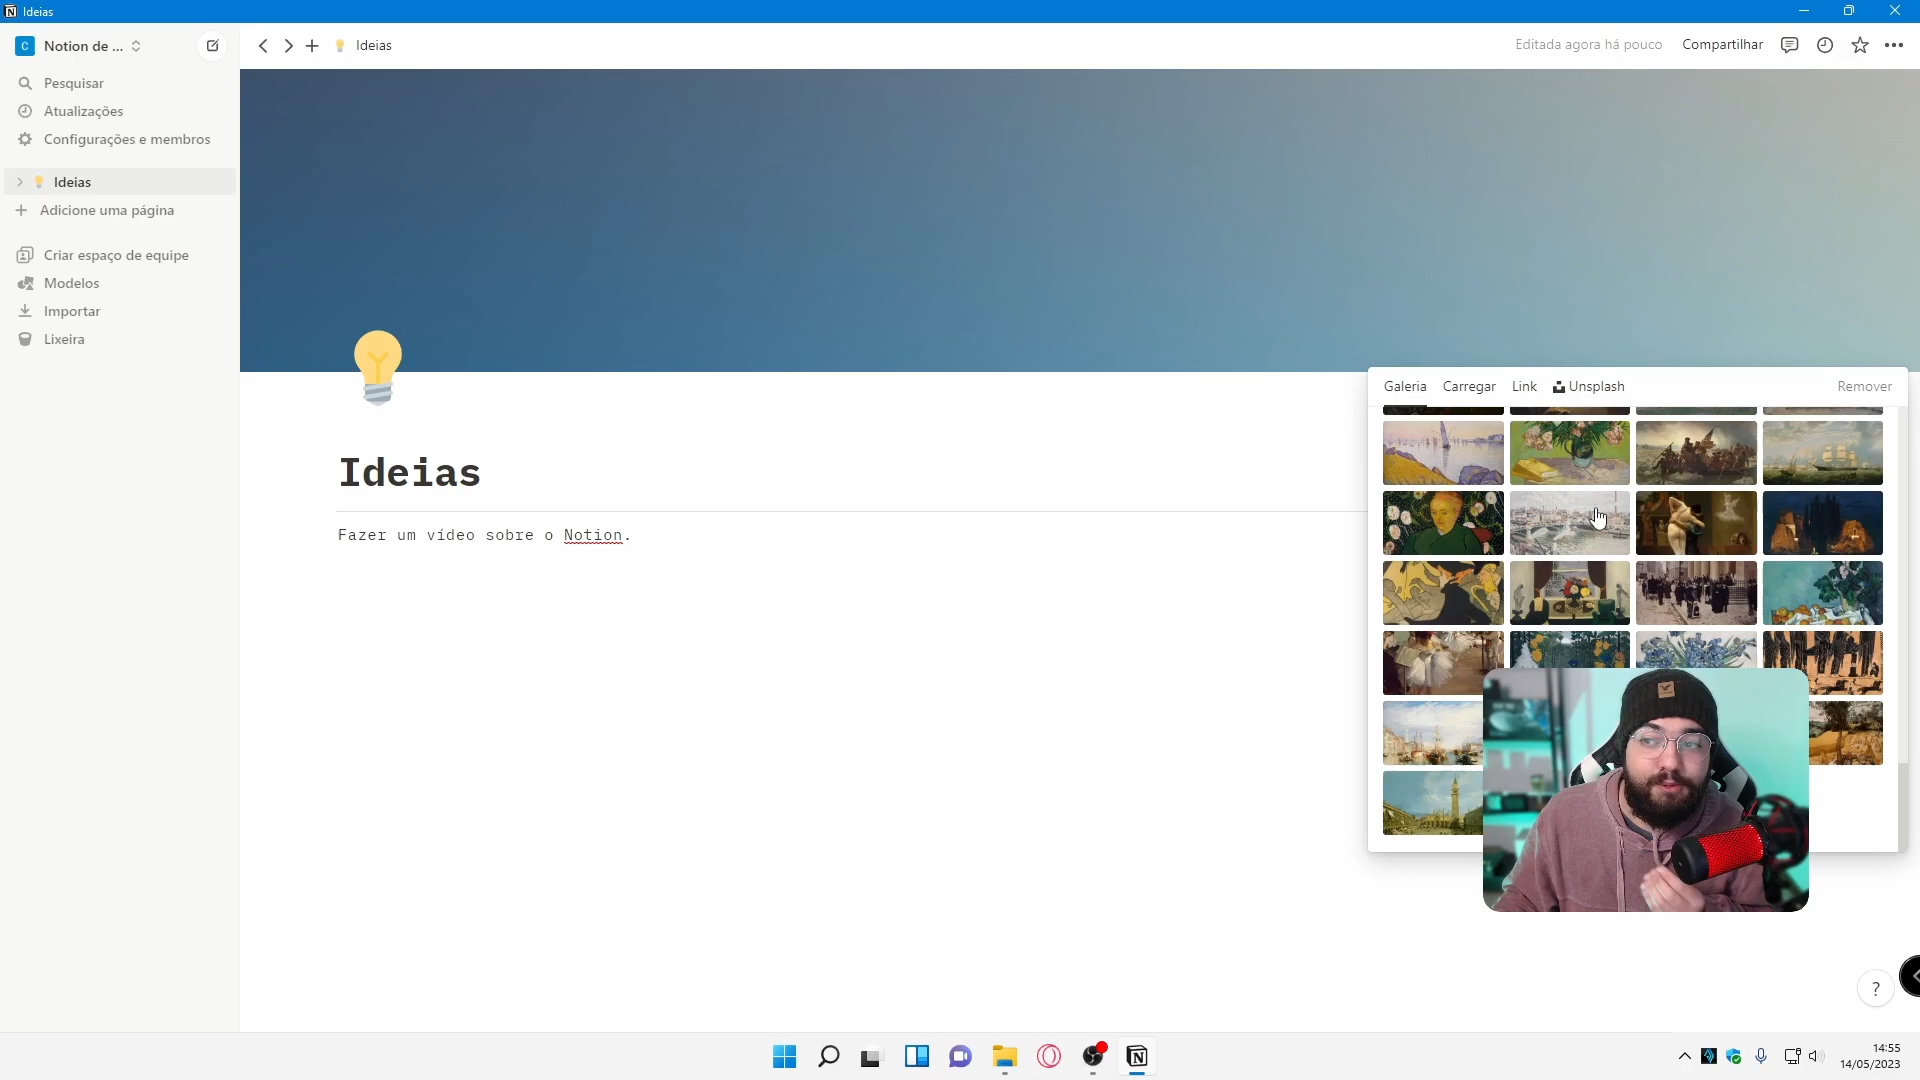 Ideias
C Notion de ...
Pesquisar
Atualizações
Configurações e membros
Ideias
Adicione uma página
Criar espaço de equipe
Modelos
Importar
Lixeira
Ideias
Editada agora há pouco
Compartilhar
Ideias
Fazer um vídeo sobre o Notion.
Galeria
Carregar
Link
Unsplash
Remover
?
14:55
14/05/2023